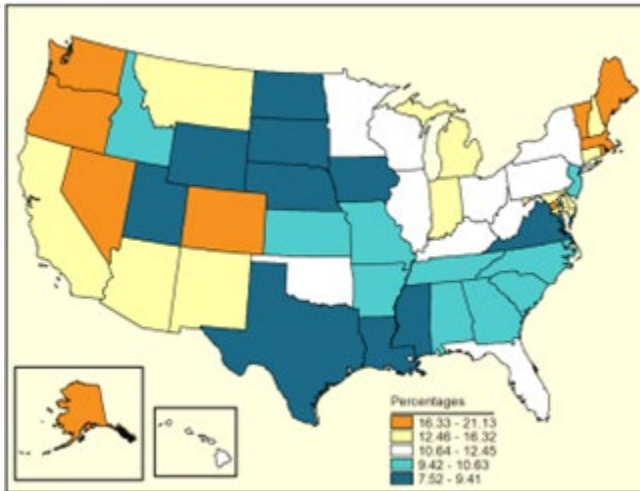 Percentages
16.33 - 21.13
12.46 - 16.32
10.64 - 12.45
9.42 - 10.63
7.52 - 9.41